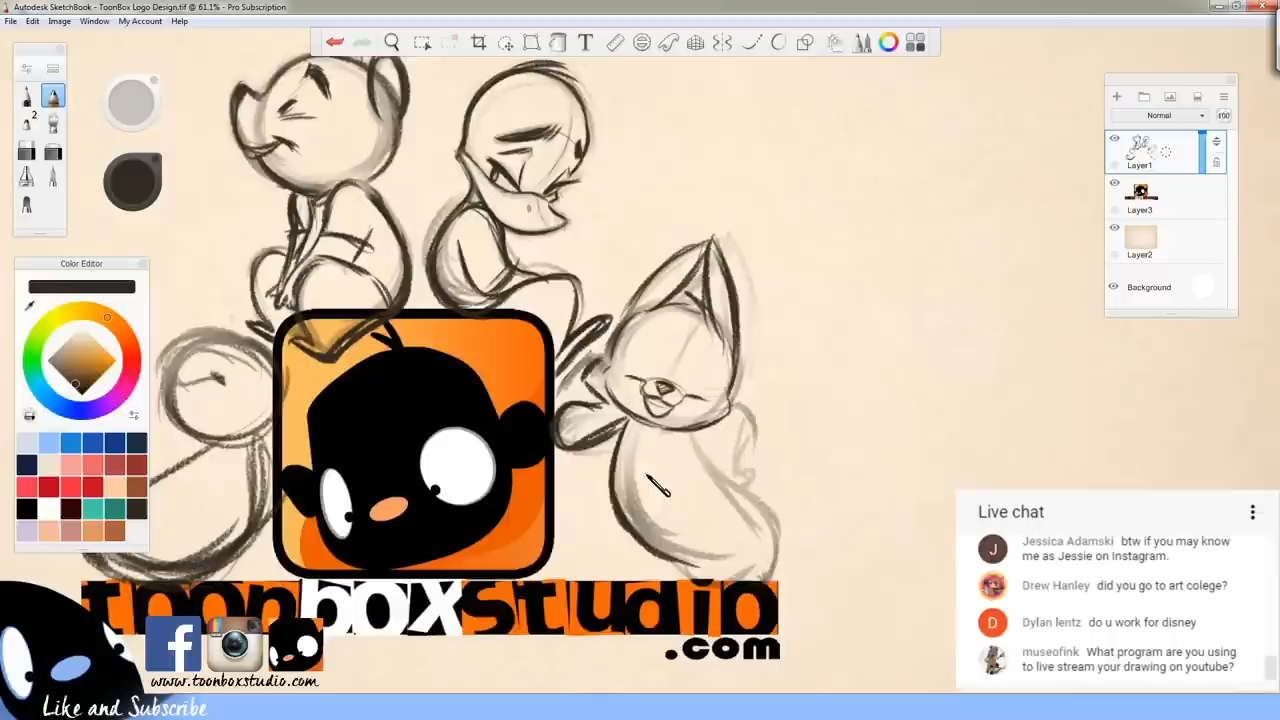 Autodesk SketchBook - ToonBox Logo Design.tif @ 61.1% - Pro Subscription
File Edit Image Window My Account Help
T
2
Normal
100
Layer1
Layer3
Layer2
Background
Color Editor
toonboxstudio
.com
www.toonboxstudio.com
Like and Subscribe
Live chat
J
Jessica Adamski btw if you may know
me as Jessie on Instagram.
Drew Hanley did you go to art colege?
D
Dylan lentz do u work for disney
museofink What program are you using
to live stream your drawing on youtube?